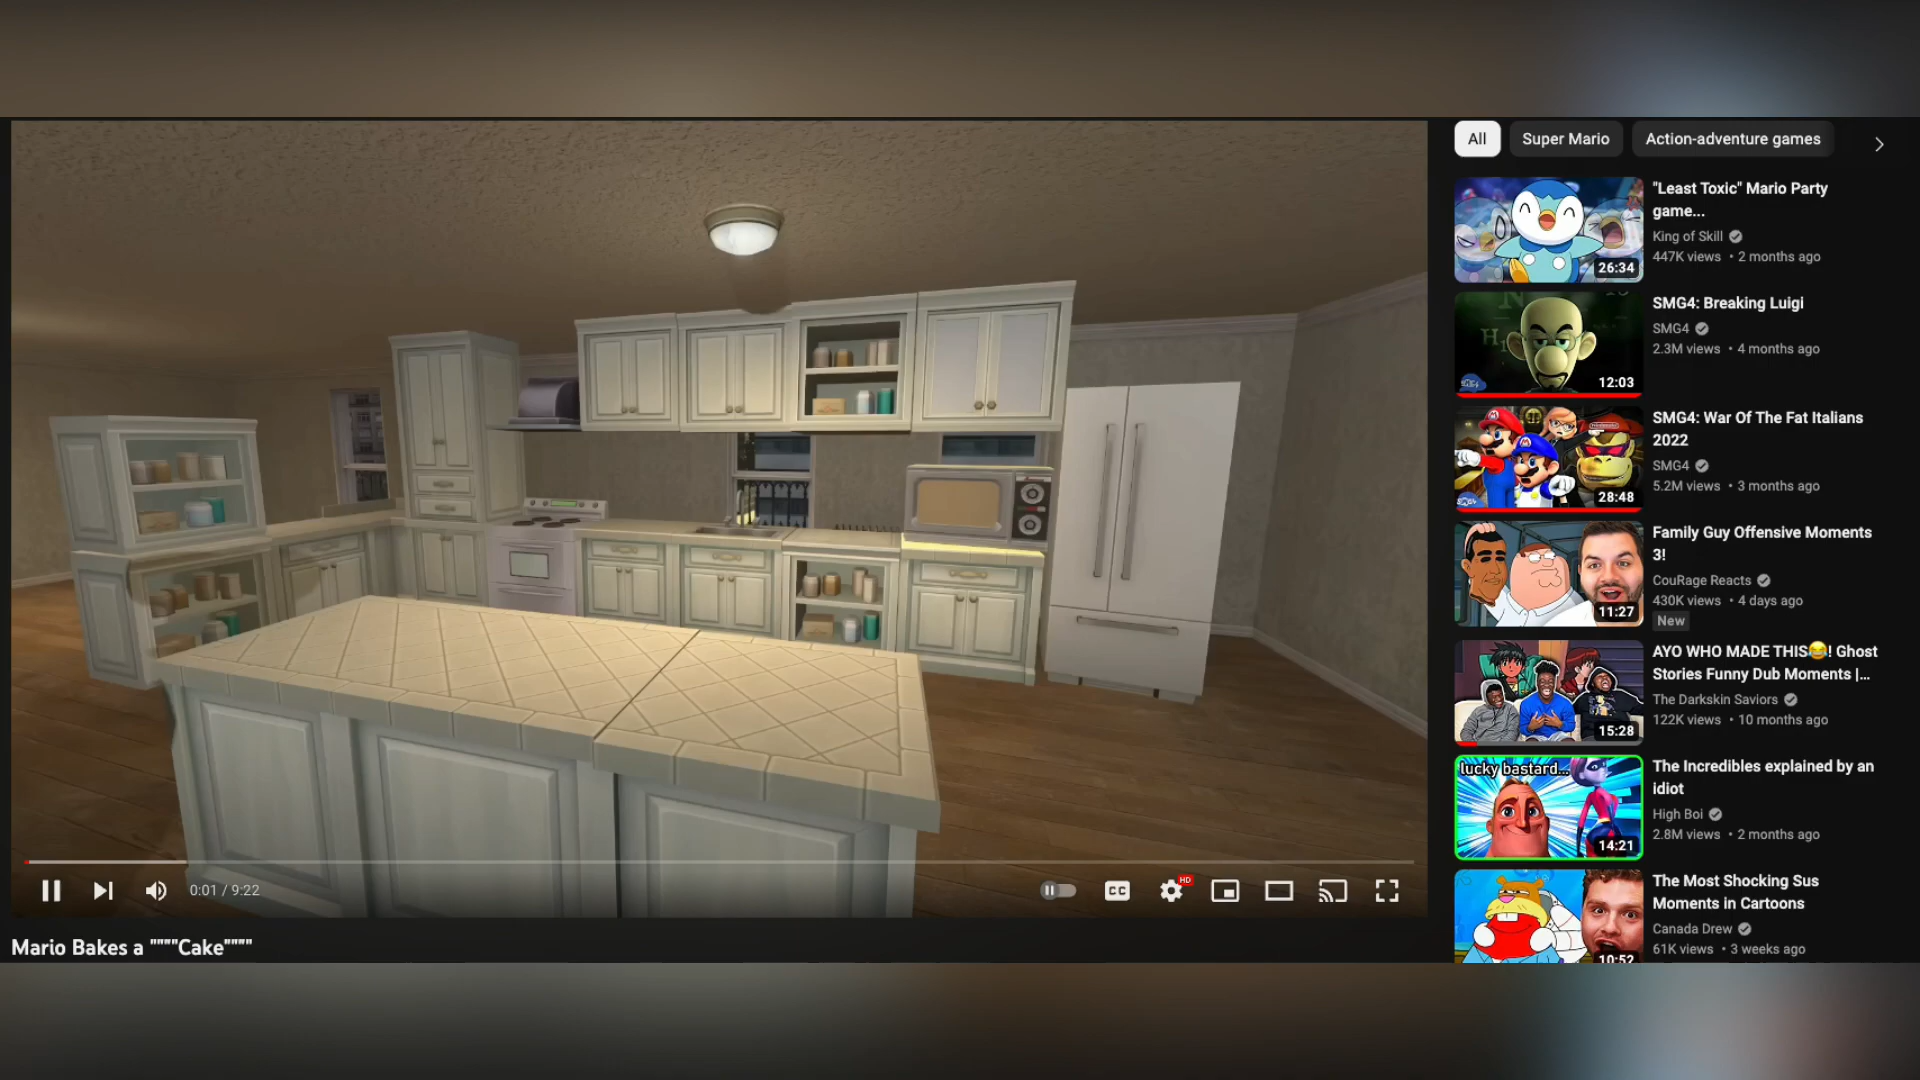 All
Super Mario
Action-adventure games
"Least Toxic" Mario Party
game...
King of Skill
447K views • 2 months ago
26:34
SMG4: Breaking Luigi
SMG4
2.3M views • 4 months ago
12:03
SMG4: War Of The Fat Italians
2022
SMG4
5.2M views • 3 months ago
28:48
Family Guy Offensive Moments
3!
CouRage Reacts
430K views • 4 days ago
New
11:27
AYO WHO MADE THIS😂! Ghost
Stories Funny Dub Moments |...
The Darkskin Saviors
122K views • 10 months ago
15:28
lucky bastard...
The Incredibles explained by an
idiot
High Boi
2.8M views • 2 months ago
14:21
The Most Shocking Sus
Moments in Cartoons
Canada Drew
61K views • 3 weeks ago
10:52
0:01 / 9:22
CC
HD
Mario Bakes a """"Cake""""